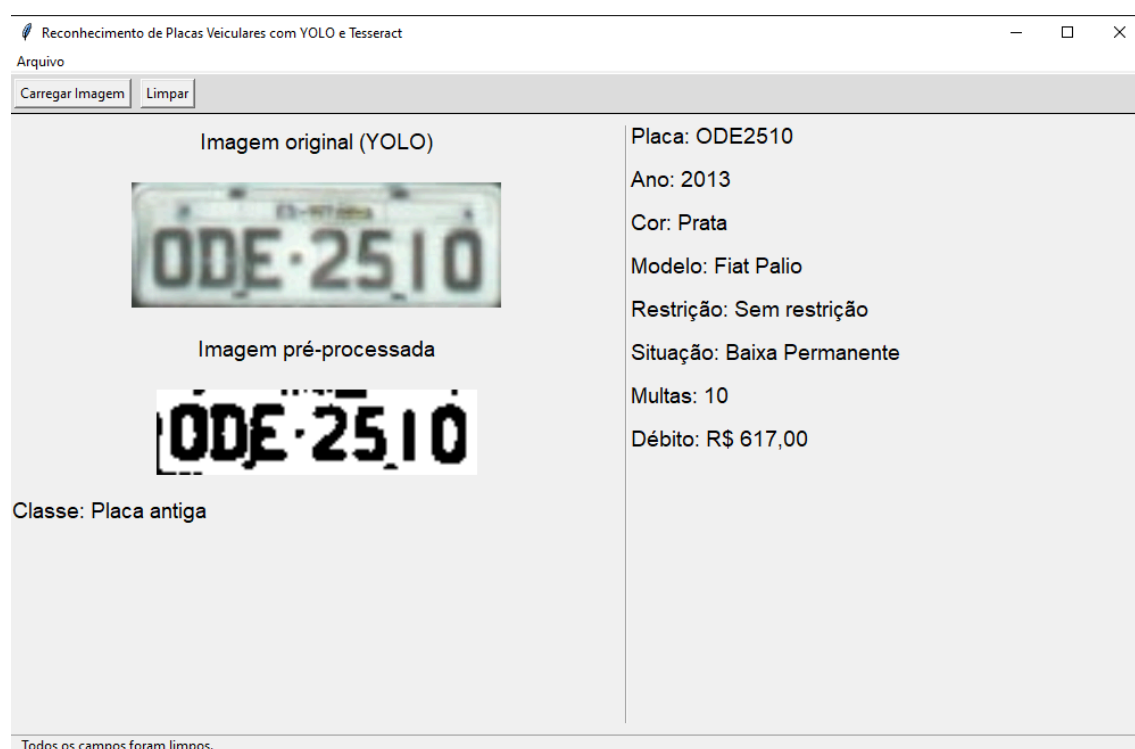 Reconhecimento de Placas Veiculares com YOLO e Tesseract
Arquivo
Carregar Imagem Limpar
Imagem original (YOLO)
ES-VITÓRIA
ODE·2510
Imagem pré-processada
ODE·2510
Classe: Placa antiga
Placa: ODE2510
Ano: 2013
Cor: Prata
Modelo: Fiat Palio
Restrição: Sem restrição
Situação: Baixa Permanente
Multas: 10
Débito: R$ 617,00
Todos os campos foram limpos.